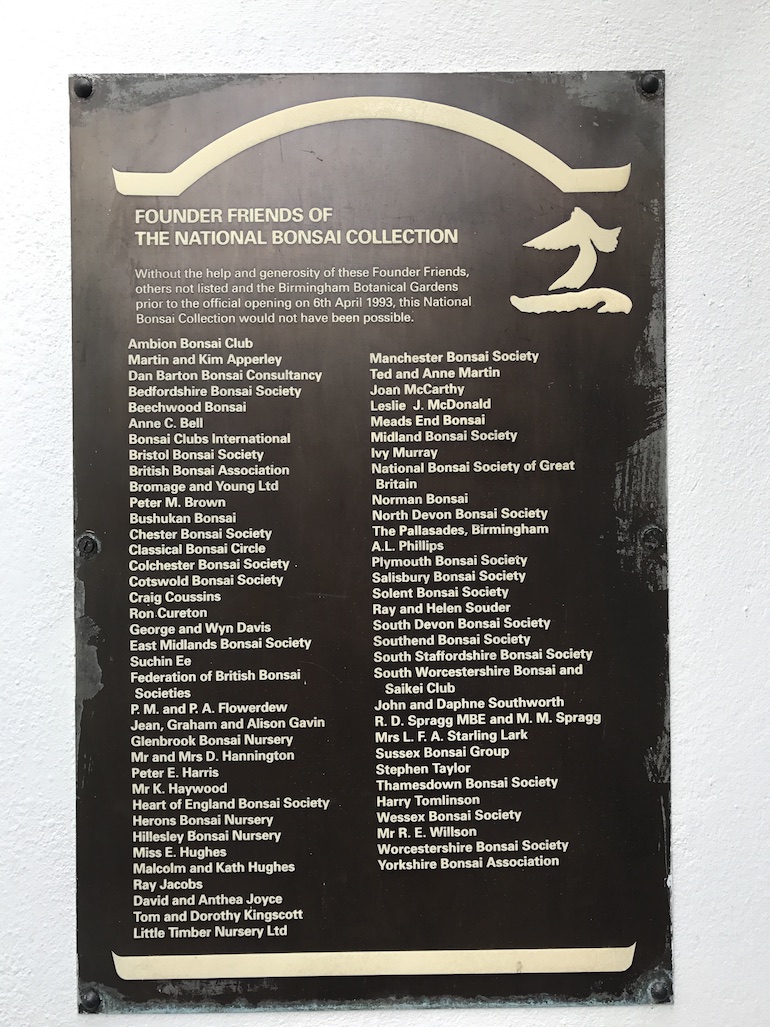 FOUNDER FRIENDS OF
THE NATIONAL BONSAI COLLECTION
Without the help and generosity of these Founder Friends,
others not listed and the Birmingham Botanical Gardens
prior to the official opening on 6th April 1993, this National
Bonsai Collection would not have been possible.
Ambion Bonsai Club
Martin and Kim Apperley
Dan Barton Bonsai Consultancy
Bedfordshire Bonsai Society
Beechwood Bonsai
Anne C. Bell
Bonsai Clubs International
Bristol Bonsai Society
British Bonsai Association
Bromage and Young Ltd
Peter M. Brown
Bushukan Bonsai
Chester Bonsai Society
Classical Bonsai Circle
Colchester Bonsai Society
Cotswold Bonsai Society
Craig Coussins
Ron Cureton
George and Wyn Davis
East Midlands Bonsai Society
Suchin Ee
Federation of British Bonsai
Societies
P. M. and P. A. Flowerdew
Jean, Graham and Alison Gavin
Glenbrook Bonsai Nursery
Mr and Mrs D. Hannington
Peter E. Harris
Mr K. Haywood
Heart of England Bonsai Society
Herons Bonsai Nursery
Hillesley Bonsai Nursery
Miss E. Hughes
Malcolm and Kath Hughes
Ray Jacobs
David and Anthea Joyce
Tom and Dorothy Kingscott
Little Timber Nursery Ltd
Manchester Bonsai Society
Ted and Anne Martin
Joan McCarthy
Leslie J. McDonald
Meads End Bonsai
Midland Bonsai Society
Ivy Murray
National Bonsai Society of Great
Britain
Norman Bonsai
North Devon Bonsai Society
The Pallasades, Birmingham
A.L. Phillips
Plymouth Bonsai Society
Salisbury Bonsai Society
Solent Bonsai Society
Ray and Helen Souder
South Devon Bonsai Society
Southend Bonsai Society
South Staffordshire Bonsai Society
South Worcestershire Bonsai and
Saikei Club
John and Daphne Southworth
R. D. Spragg MBE and M. M. Spragg
Mrs L. F. A. Starling Lark
Sussex Bonsai Group
Stephen Taylor
Thamesdown Bonsai Society
Harry Tomlinson
Wessex Bonsai Society
Mr R. E. Willson
Worcestershire Bonsai Society
Yorkshire Bonsai Association